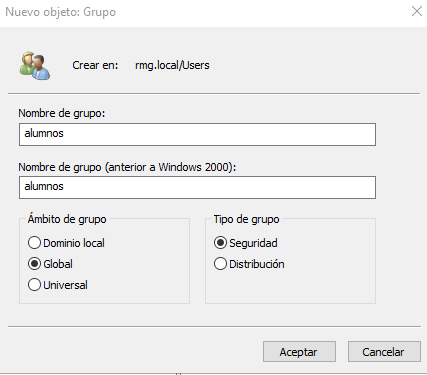 Nuevo objeto: Grupo
Crear en: rmg.local/Users
Nombre de grupo:
alumnos
Nombre de grupo (anterior a Windows 2000):
alumnos
Ámbito de grupo
Dominio local
Global
Universal
Tipo de grupo
Seguridad
Distribución
Aceptar
Cancelar